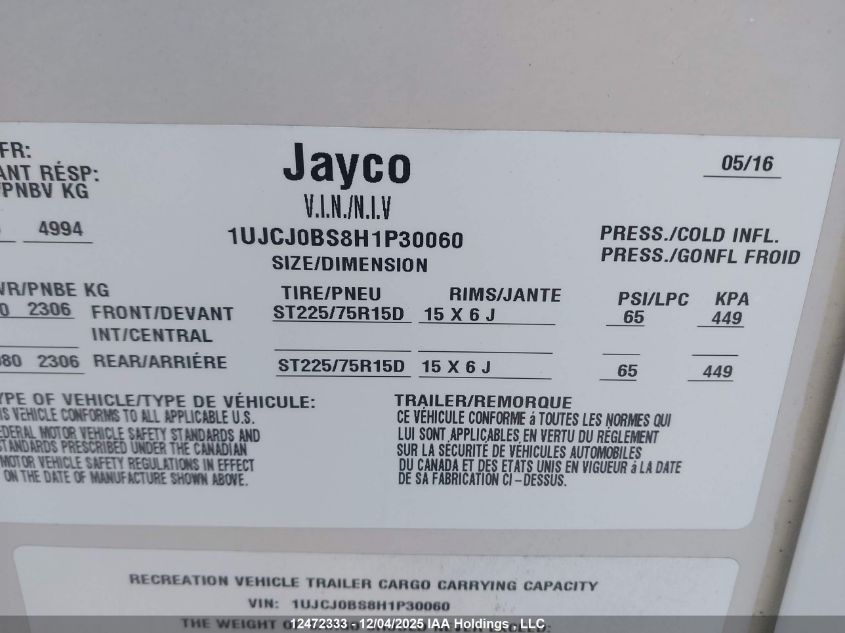 FR:
Jayco
05/16
ANT RÉSP:
/PNBV KG
V.I.N./N.I.V
4994
1UJCJ0BS8H1P30060
PRESS./COLD INFL.
SIZE/DIMENSION
PRESS./GONFL FROID
VR/PNBE KG
TIRE/PNEU RIMS/JANTE PSI/LPC KPA
0 2306 FRONT/DEVANT ST225/75R15D 15 X 6 J 65 449
INT/CENTRAL
080 2306 REAR/ARRIÉRE ST225/75R15D 15 X 6 J 65 449
YPE OF VEHICLE/TYPE DE VÉHICULE: TRAILER/REMORQUE
IS VEHICLE CONFORMS TO ALL APPLICABLE U.S.
EDERAL MOTOR VEHICLE SAFETY STANDARDS AND
STANDARDS PRESCRIBED UNDER THE CANADIAN
MOTOR VEHICLE SAFETY REGULATIONS IN EFFECT
ON THE DATE OF MANUFACTURE SHOWN ABOVE.
CE VÉHICULE CONFORME á TOUTES LES NORMES QUI
LUI SONT APPLICABLES EN VERTU DU RÉGLEMENT
SUR LA SÉCURITÉ DE VÉHICULES AUTOMOBILES
DU CANADA ET DES ETATS UNIS EN VIGUEUR á LA DATE
DE SA FABRICATION CI-DESSUS.
RECREATION VEHICLE TRAILER CARGO CARRYING CAPACITY
VIN: 1UJCJ0BS8H1P30060
12472333 - 12/04/2025 IAA Holdings, LLC
THE WEIGHT